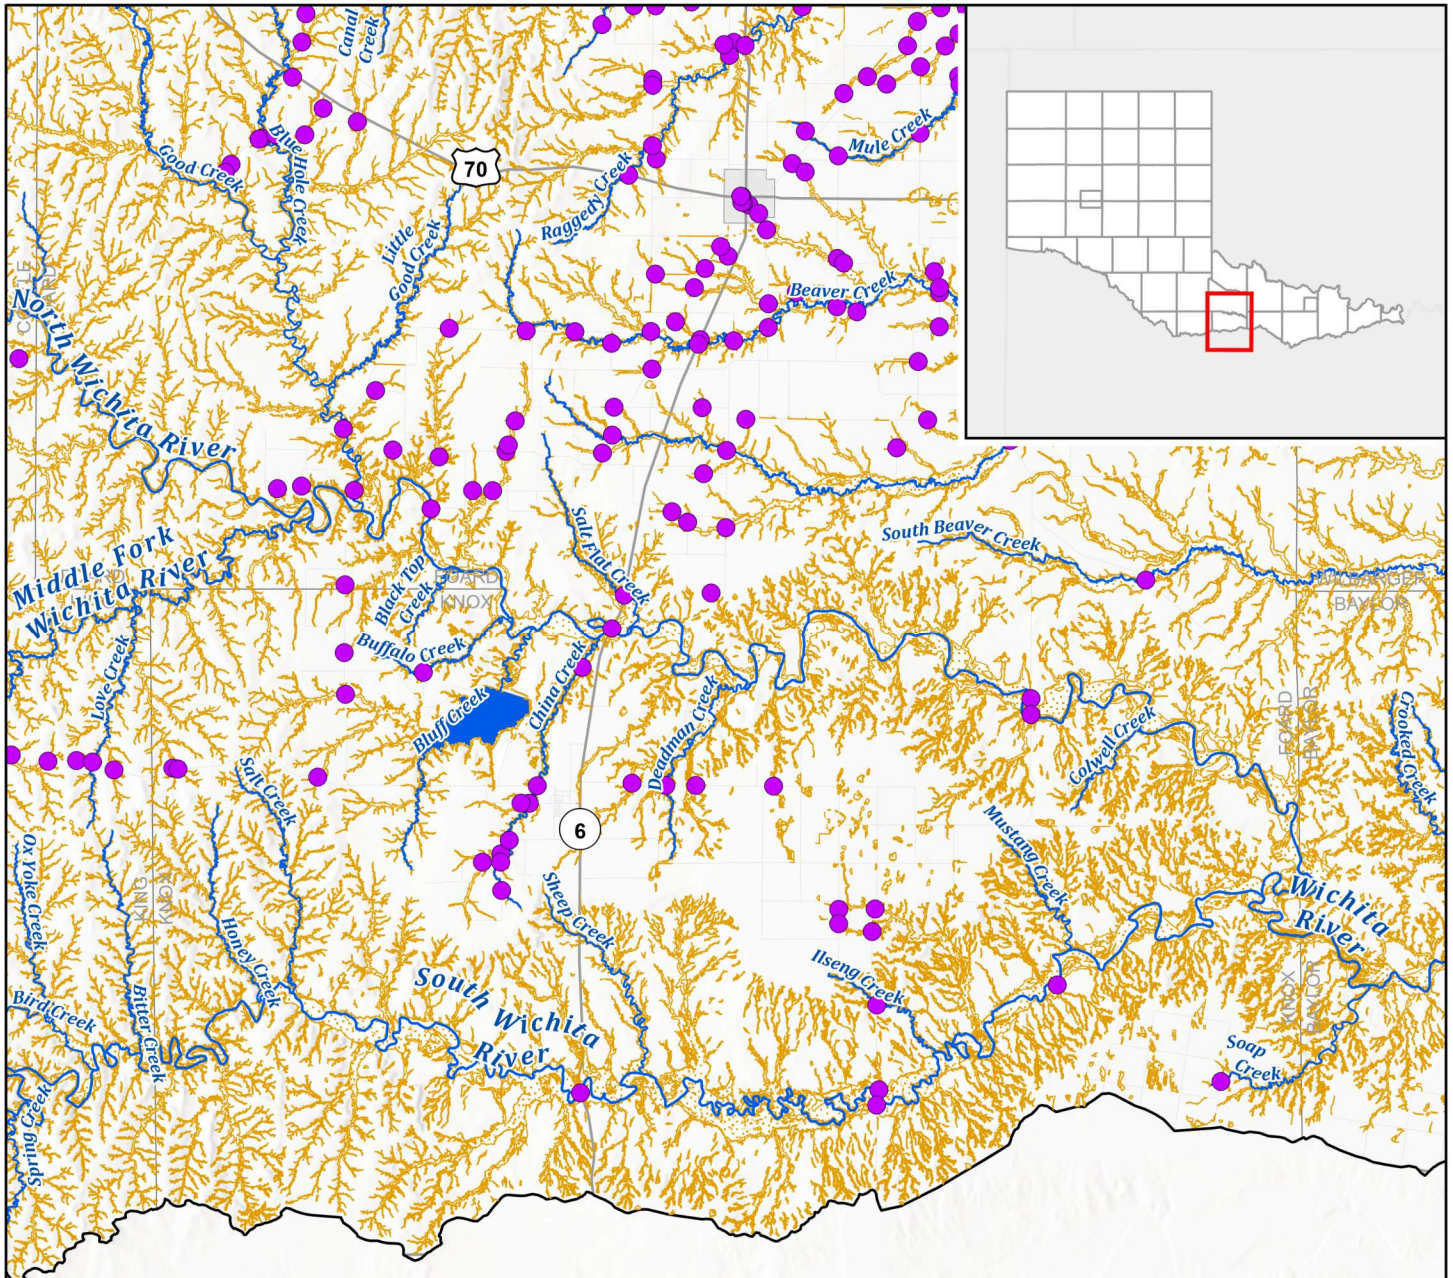 Canal
Creek
Good Creek
Blue Hole Creek
70
Raggedy Creek
Mule Creek
Little
Good Creek
Beaver Creek
North Wichita River
Middle Fork
Wichita River
Salt Flat Creek
South Beaver Creek
Black Top
Creek
FOARD
KNOX
WILBARGER
BAYLOR
Buffalo Creek
Love Creek
China Creek
Bluff Creek
Deadman Creek
Colwell Creek
FOARD
BAYLOR
Crooked Creek
Salt Creek
6
Mustang Creek
Ox Yoke Creek
KING
KNOX
Honey Creek
Sheep Creek
Wichita
River
Ilseng Creek
South
Wichita
River
KNOX
BAYLOR
Bird Creek
Bitter Creek
Soap
Creek
Spring Creek